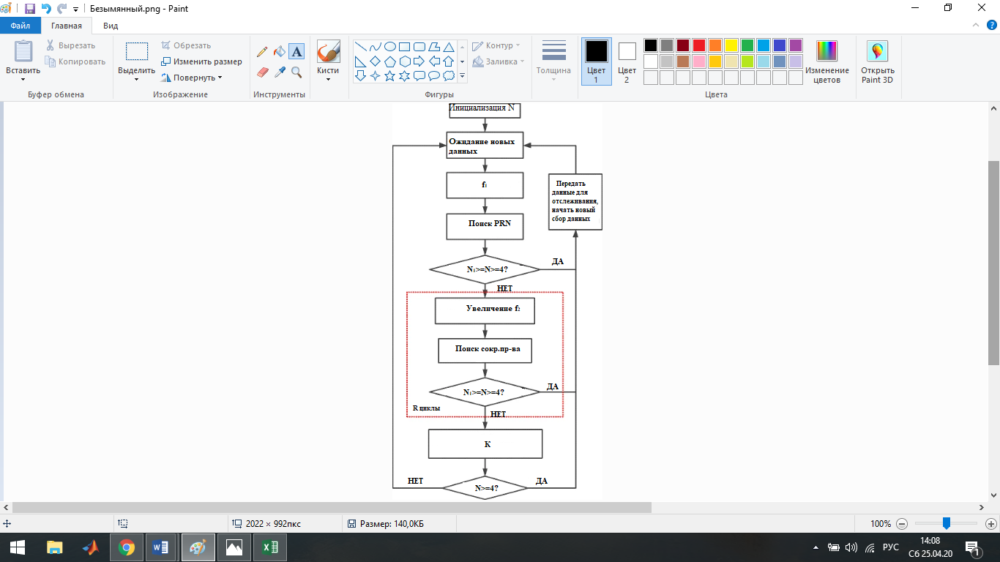 Безымянный.png - Paint
Файл
Главная
Вид
Вставить
Вырезать
Копировать
Буфер обмена
Выделить
Обрезать
Изменить размер
Повернуть
Изображение
A
Инструменты
Кисти
Контур
Заливка
Фигуры
Толщина
Цвет
1
Цвет
2
Изменение
цветов
Цвета
Открыть
Paint 3D
Инициализация N
Ожидание новых
данных
f1
Передать
данные для
отслеживания,
начать новый
сбор данных
Поиск PRN
N1>=N>=4?
ДА
НЕТ
Увеличение f2
Поиск сокр.пр-ва
N1>=N>=4?
ДА
R циклы
НЕТ
K
НЕТ
N>=4?
ДА
2022 × 992пкс
Размер: 140,0КБ
100%
РУС
14:08
Сб 25.04.20
1